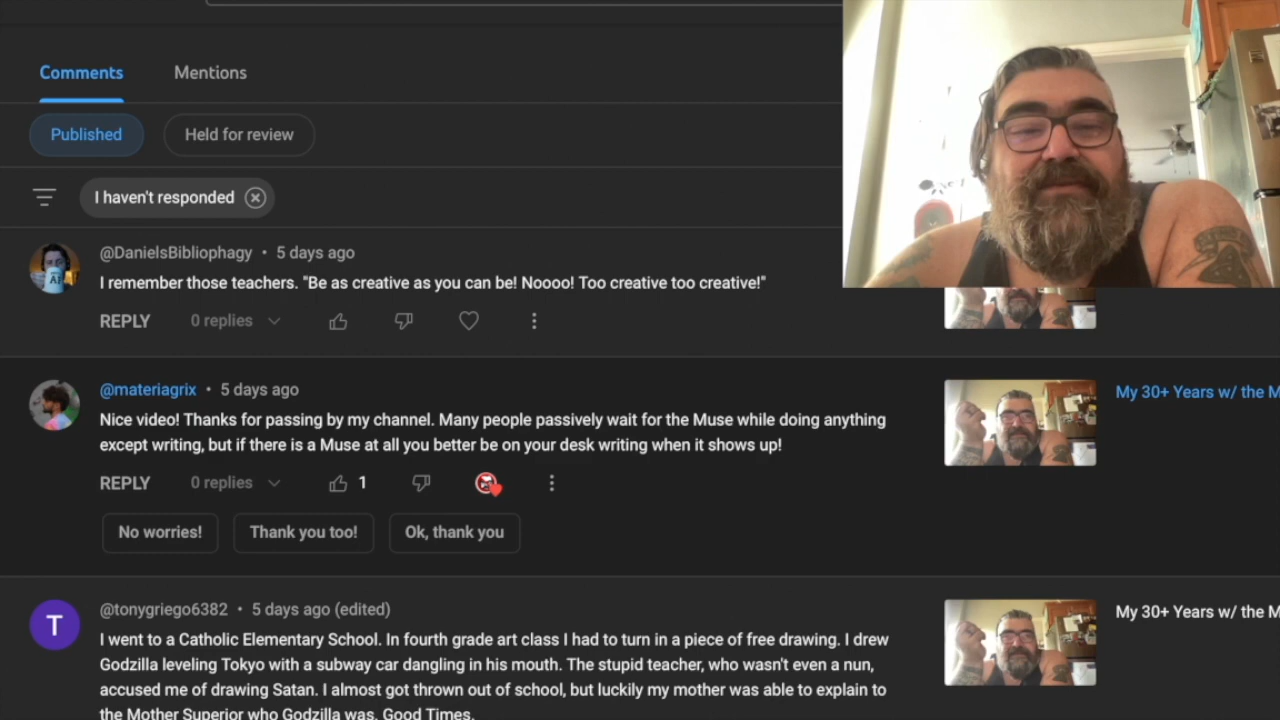 Comments
Mentions
Published
Held for review
I haven't responded
@DanielsBibliophagy • 5 days ago
I remember those teachers. "Be as creative as you can be! Noooo! Too creative too creative!"
REPLY 0 replies
@materiagrix • 5 days ago
Nice video! Thanks for passing by my channel. Many people passively wait for the Muse while doing anything
except writing, but if there is a Muse at all you better be on your desk writing when it shows up!
My 30+ Years w/ the M
REPLY 0 replies 1
No worries!
Thank you too!
Ok, thank you
T
@tonygriego6382 • 5 days ago (edited)
I went to a Catholic Elementary School. In fourth grade art class I had to turn in a piece of free drawing. I drew
Godzilla leveling Tokyo with a subway car dangling in his mouth. The stupid teacher, who wasn't even a nun,
accused me of drawing Satan. I almost got thrown out of school, but luckily my mother was able to explain to
the Mother Superior who Godzilla was. Good Times.
My 30+ Years w/ the M